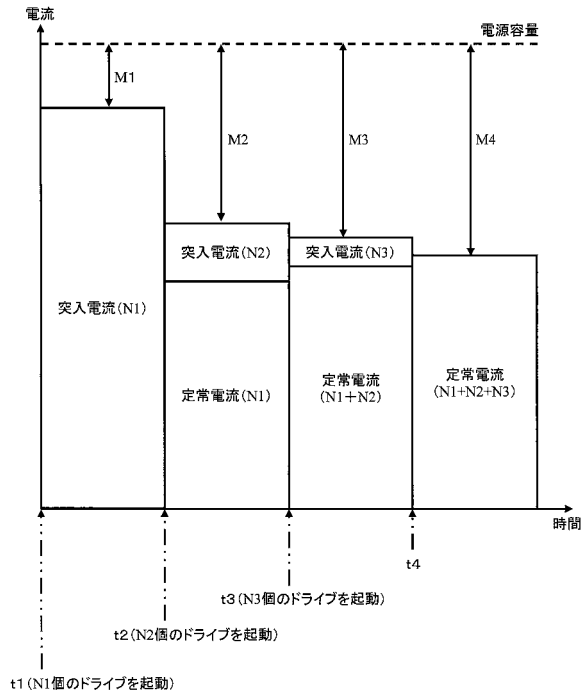 電流
電源容量
M1
M2
M3
M4
突入電流(N2)
突入電流(N3)
突入電流(N1)
定常電流(N1)
定常電流
(N1+N2)
定常電流
(N1+N2+N3)
時間
t4
t3(N3個のドライブを起動)
t2(N2個のドライブを起動)
t1(N1個のドライブを起動)